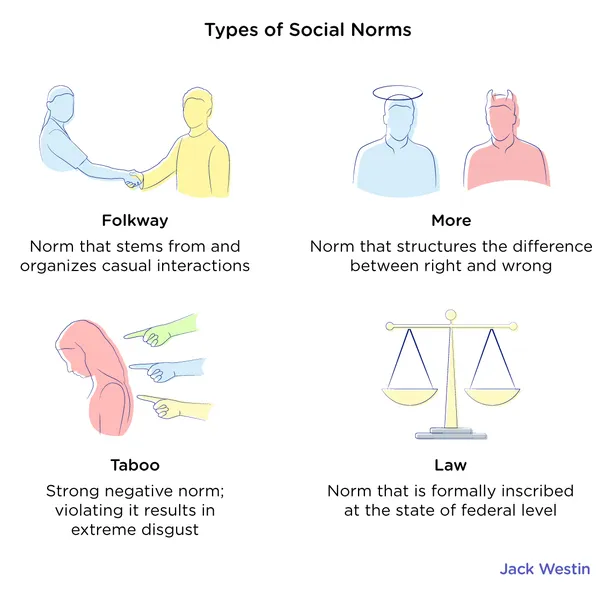 Types of Social Norms
Folkway
Norm that stems from and
organizes casual interactions
More
Norm that structures the difference
between right and wrong
Taboo
Strong negative norm;
violating it results in
extreme disgust
Law
Norm that is formally inscribed
at the state of federal level
Jack Westin